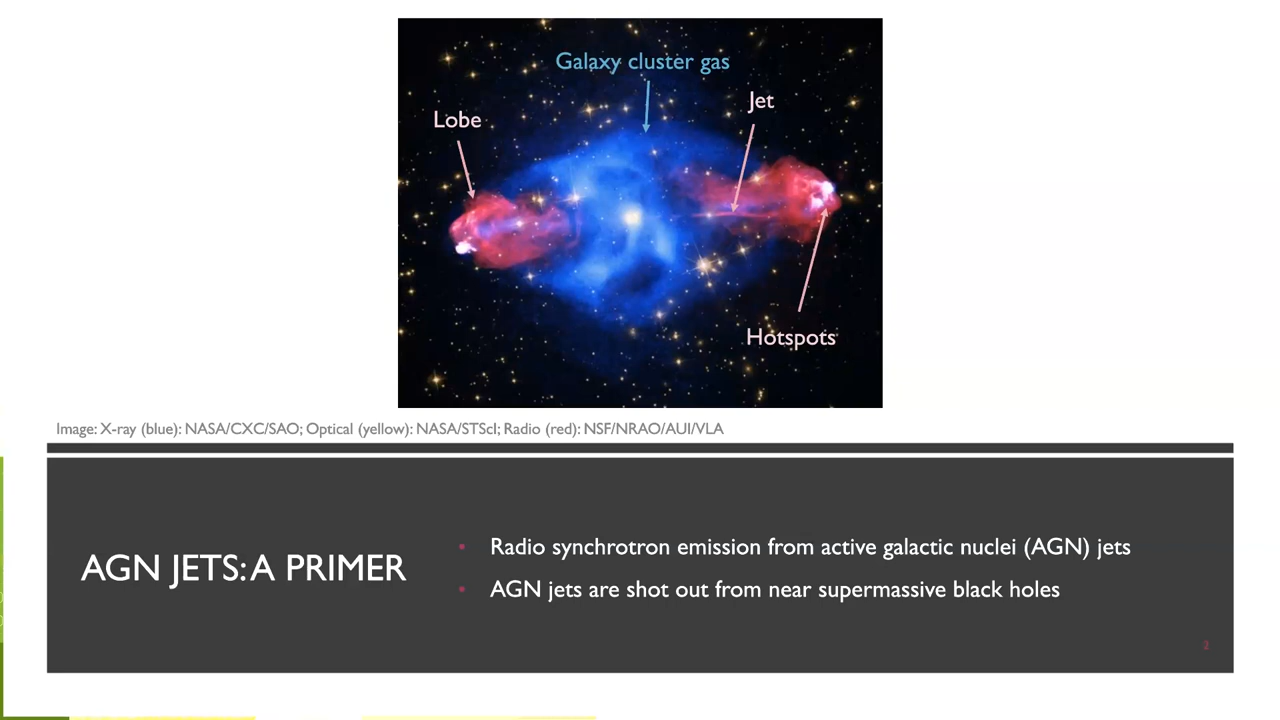 Galaxy cluster gas
Jet
Lobe
Hotspots
Image: X-ray (blue): NASA/CXC/SAO; Optical (yellow): NASA/STScI; Radio (red): NSF/NRAO/AUI/VLA
AGN JETS: A PRIMER
• Radio synchrotron emission from active galactic nuclei (AGN) jets
• AGN jets are shot out from near supermassive black holes